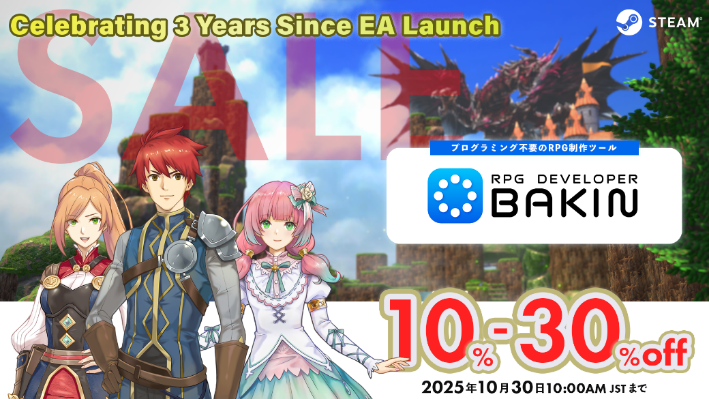 Celebrating 3 Years Since EA Launch
STEAM
SALE
プログラミング不要のRPG制作ツール
RPG DEVELOPER
BAKIN
10%-30%off
2025年10月30日10:00AM JSTまで